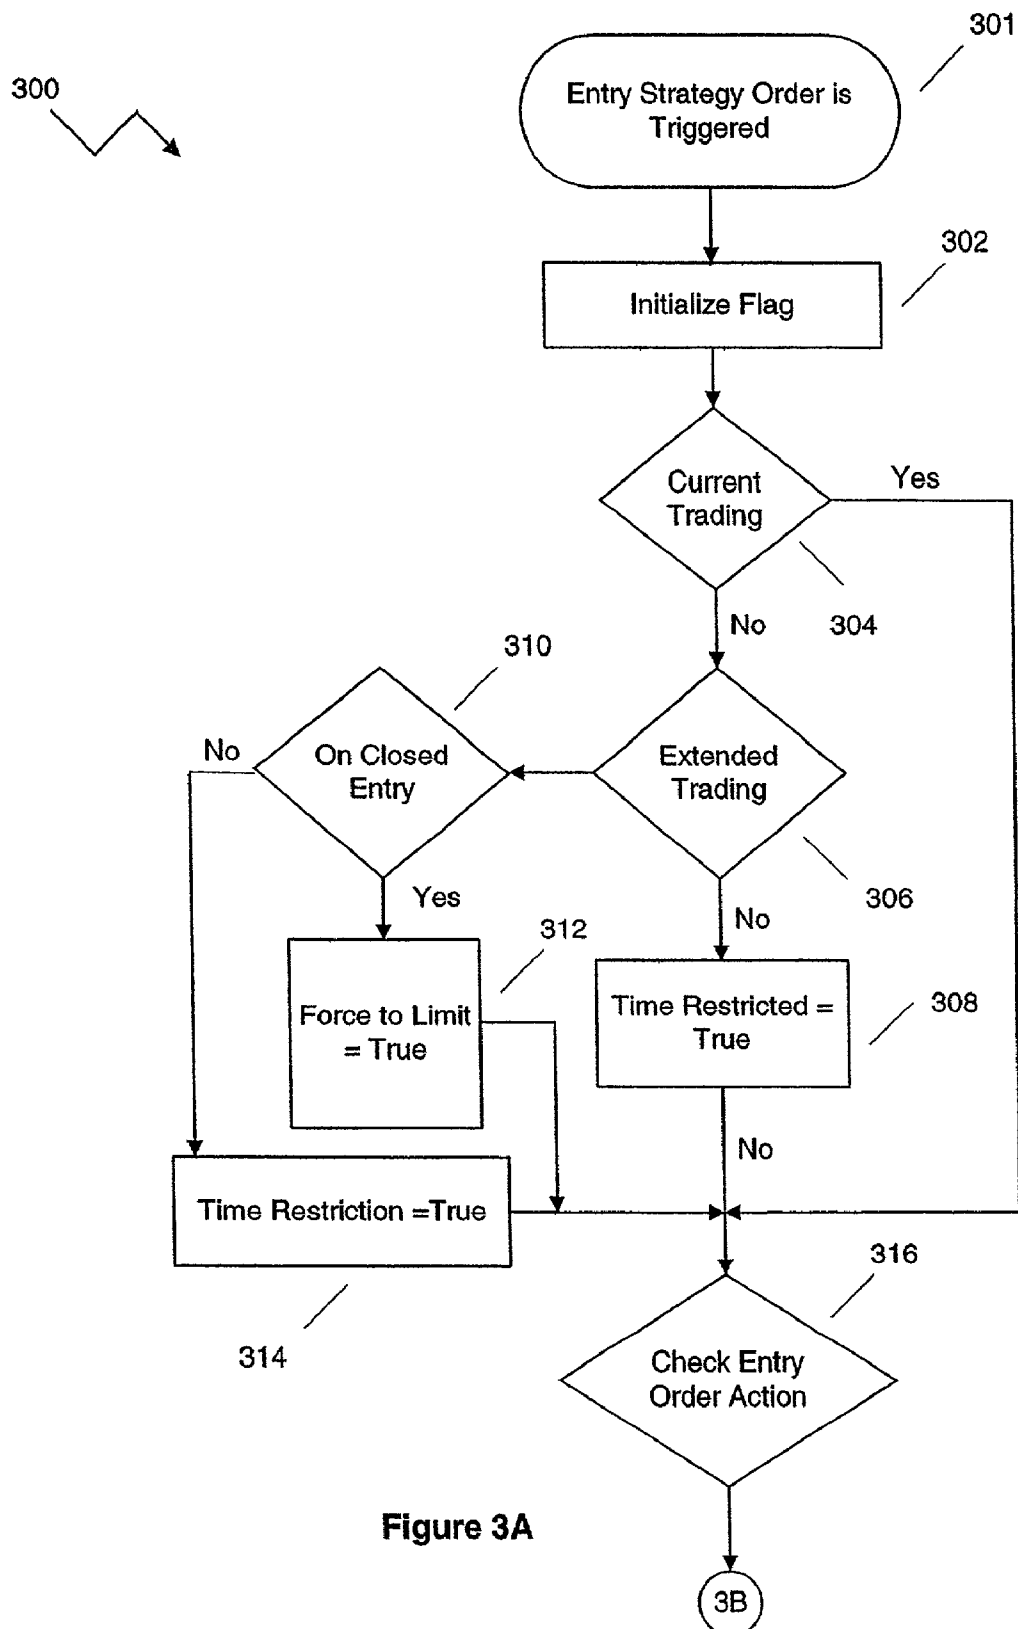 301
300
Entry Strategy Order is
Triggered
302
Initialize Flag
Current
Trading
Yes
304
No
310
On Closed
Entry
No
Extended
Trading
306
Yes
No
312
Force to Limit
= True
Time Restricted =
True
308
No
Time Restriction =True
314
316
Check Entry
Order Action
Figure 3A
3B